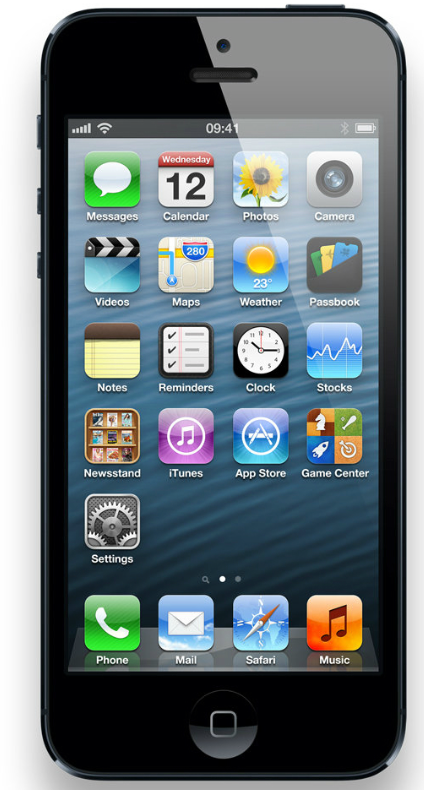 09:41
Wednesday
12
Messages Calendar Photos Camera
280
23°
Videos Maps Weather Passbook
Notes Reminders Clock Stocks
Newsstand iTunes App Store Game Center
Settings
Phone Mail Safari Music